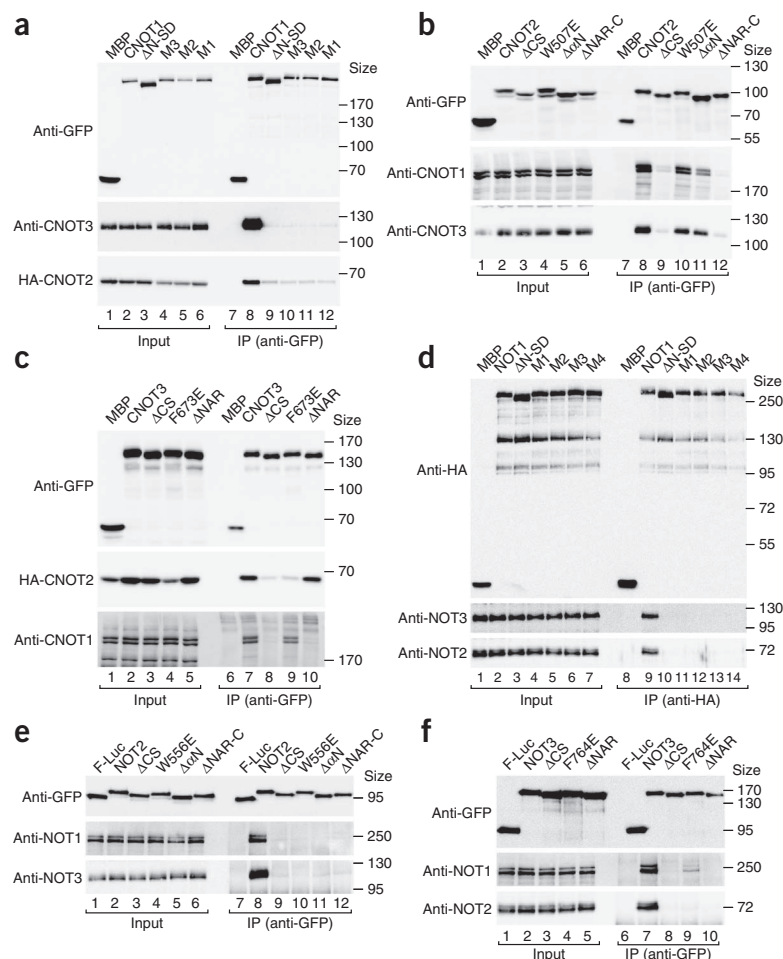 a
MBP CNOT1 ΔN-SD M3 M2 M1 MBP CNOT1 ΔN-SD M3 M2 M1 Size
Anti-GFP
170
130
100
70
Anti-CNOT3
130
100
HA-CNOT2
70
1 2 3 4 5 6 7 8 9 10 11 12
Input IP (anti-GFP)
b
MBP CNOT2 ΔCS W507E ΔαN ΔNAR-C MBP CNOT2 ΔCS W507E ΔαN ΔNAR-C Size
Anti-GFP
130
100
70
55
Anti-CNOT1
170
Anti-CNOT3
130
100
1 2 3 4 5 6 7 8 9 10 11 12
Input IP (anti-GFP)
c
MBP CNOT3 ΔCS F673E ΔNAR MBP CNOT3 ΔCS F673E ΔNAR Size
Anti-GFP
170
130
100
70
HA-CNOT2
70
Anti-CNOT1
170
1 2 3 4 5 6 7 8 9 10
Input IP (anti-GFP)
d
MBP NOT1 ΔN-SD M1 M2 M3 M4 MBP NOT1 ΔN-SD M1 M2 M3 M4 Size
Anti-HA
250
130
95
72
55
Anti-NOT3
130
95
Anti-NOT2
72
1 2 3 4 5 6 7 8 9 10 11 12 13 14
Input IP (anti-HA)
e
F-Luc NOT2 ΔCS W556E ΔαN ΔNAR-C F-Luc NOT2 ΔCS W556E ΔαN ΔNAR-C Size
Anti-GFP
95
Anti-NOT1
250
Anti-NOT3
130
95
1 2 3 4 5 6 7 8 9 10 11 12
Input IP (anti-GFP)
f
F-Luc NOT3 ΔCS F764E ΔNAR F-Luc NOT3 ΔCS F764E ΔNAR Size
Anti-GFP
170
130
95
Anti-NOT1
250
Anti-NOT2
72
1 2 3 4 5 6 7 8 9 10
Input IP (anti-GFP)